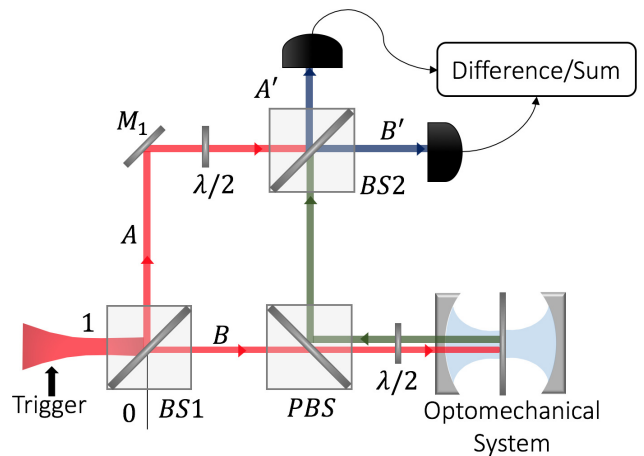 A′
Difference/Sum
M₁
B′
λ/2
BS2
A
1
B
λ/2
Trigger
0
BS1
PBS
Optomechanical
System